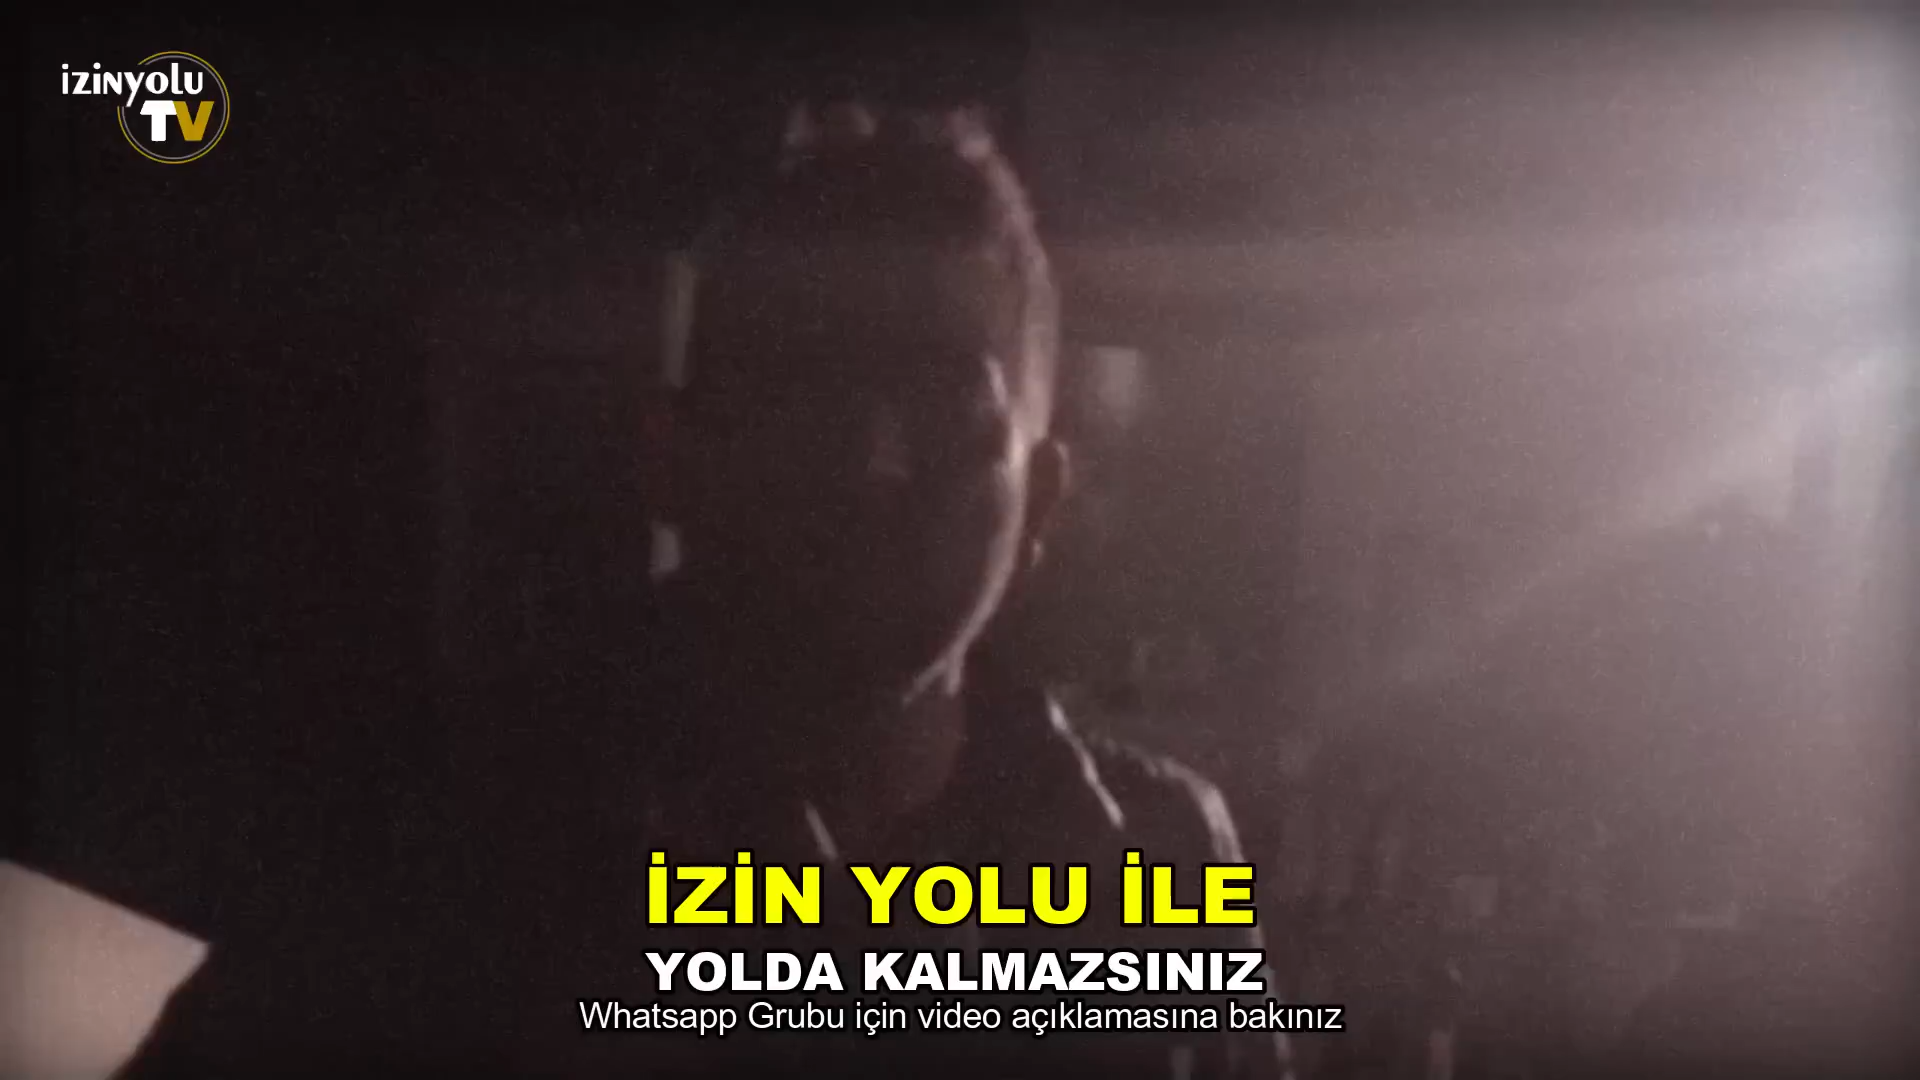 izinyolu
TV
İZİN YOLU İLE
YOLDA KALMAZSINIZ
Whatsapp Grubu için video açıklamasına bakınız